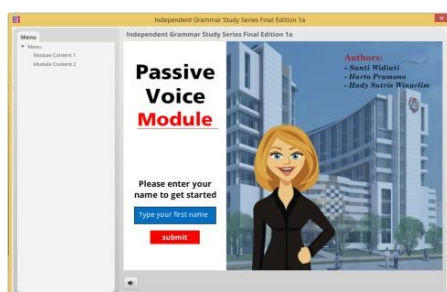 Independent Grammar Study Series Final Edition 1a
Menu
Independent Grammar Study Series Final Edition 1a
Menu
Module Content 1
Module Content 2
Passive
Voice
Module
Authors:
- Santi Widiati
- Harto Pramono
- Hady Sutris Winarlim
Please enter your
name to get started
Type your first name
submit